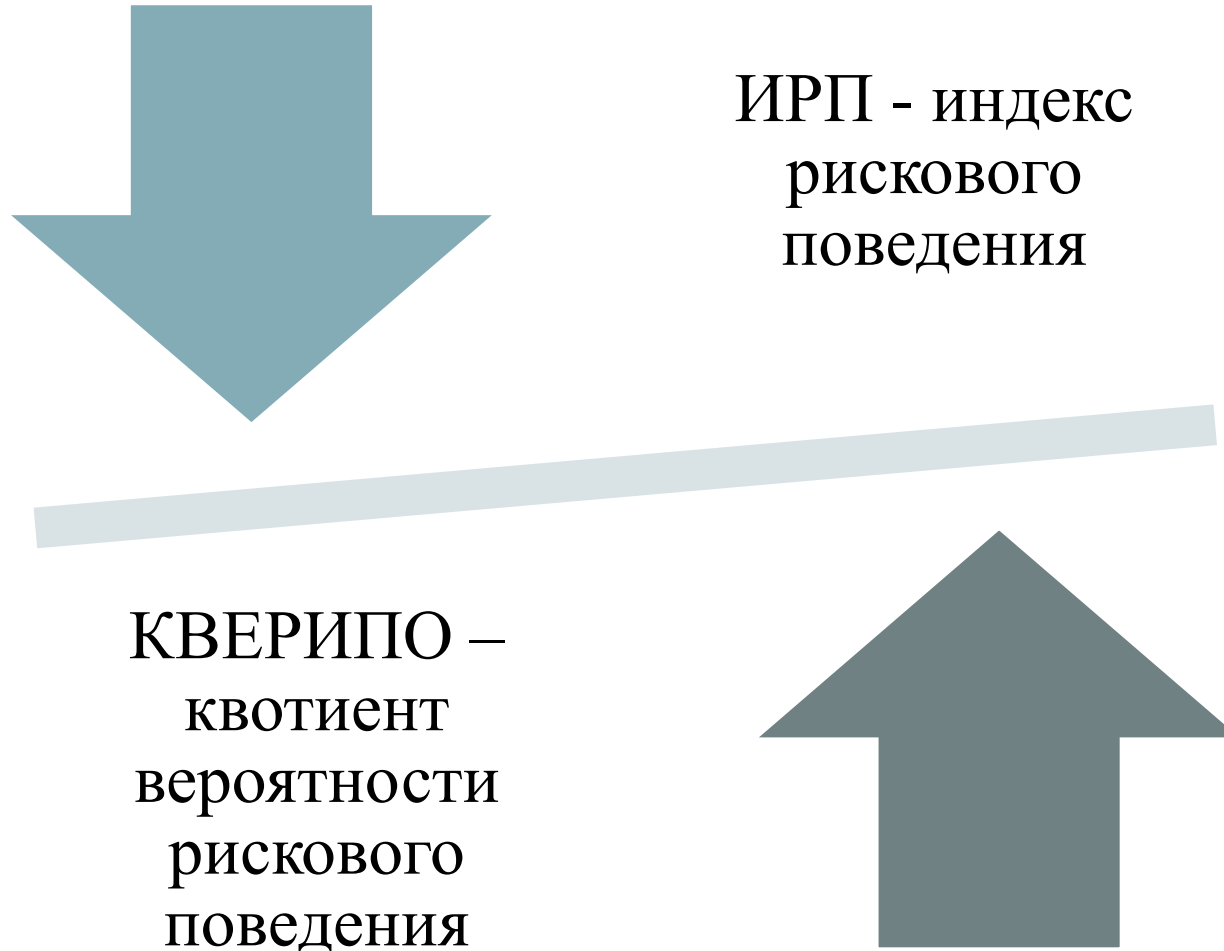 ИРП - индекс
рискового
поведения
КВЕРИПО –
квотиент
вероятности
рискового
поведения